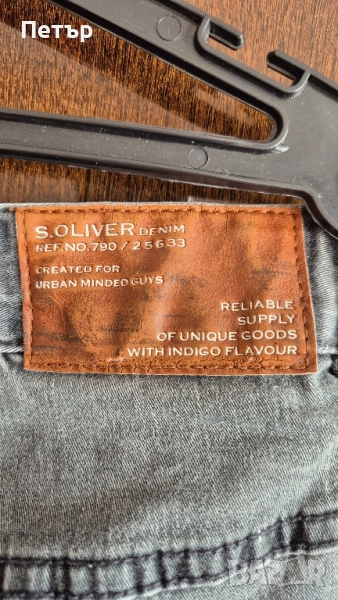 Петър
S.OLIVER DENIM
REF.NO.790 / 25633
CREATED FOR
URBAN MINDED GUYS
RELIABLE
SUPPLY
OF UNIQUE GOODS
WITH INDIGO FLAVOUR
BAZAR